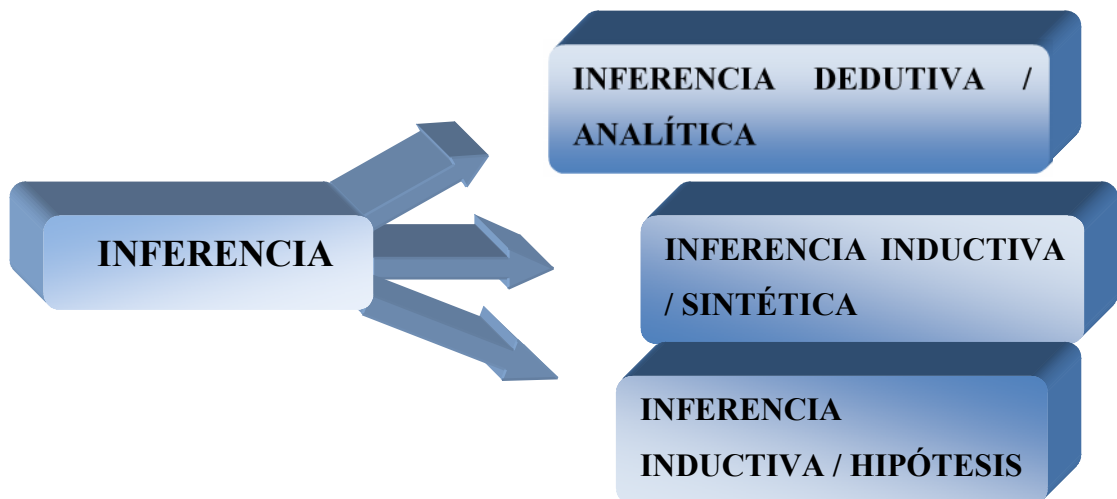 INFERENCIA DEDUTIVA /
ANALÍTICA
INFERENCIA
INFERENCIA INDUCTIVA
/ SINTÉTICA
INFERENCIA
INDUCTIVA / HIPÓTESIS